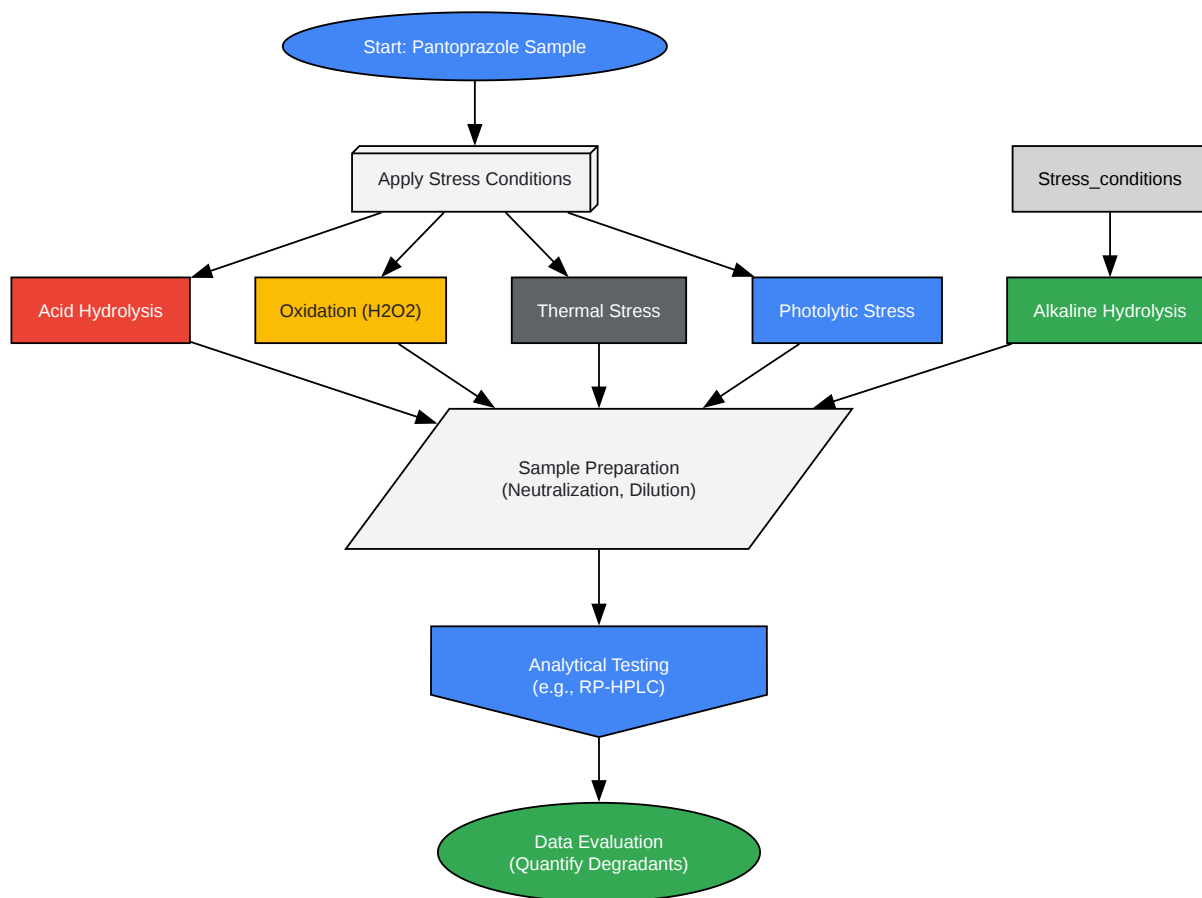 Start: Pantoprazole Sample
Apply Stress Conditions
Stress_conditions
Acid Hydrolysis
Oxidation (H2O2)
Thermal Stress
Photolytic Stress
Alkaline Hydrolysis
Sample Preparation
(Neutralization, Dilution)
Analytical Testing
(e.g., RP-HPLC)
Data Evaluation
(Quantify Degradants)